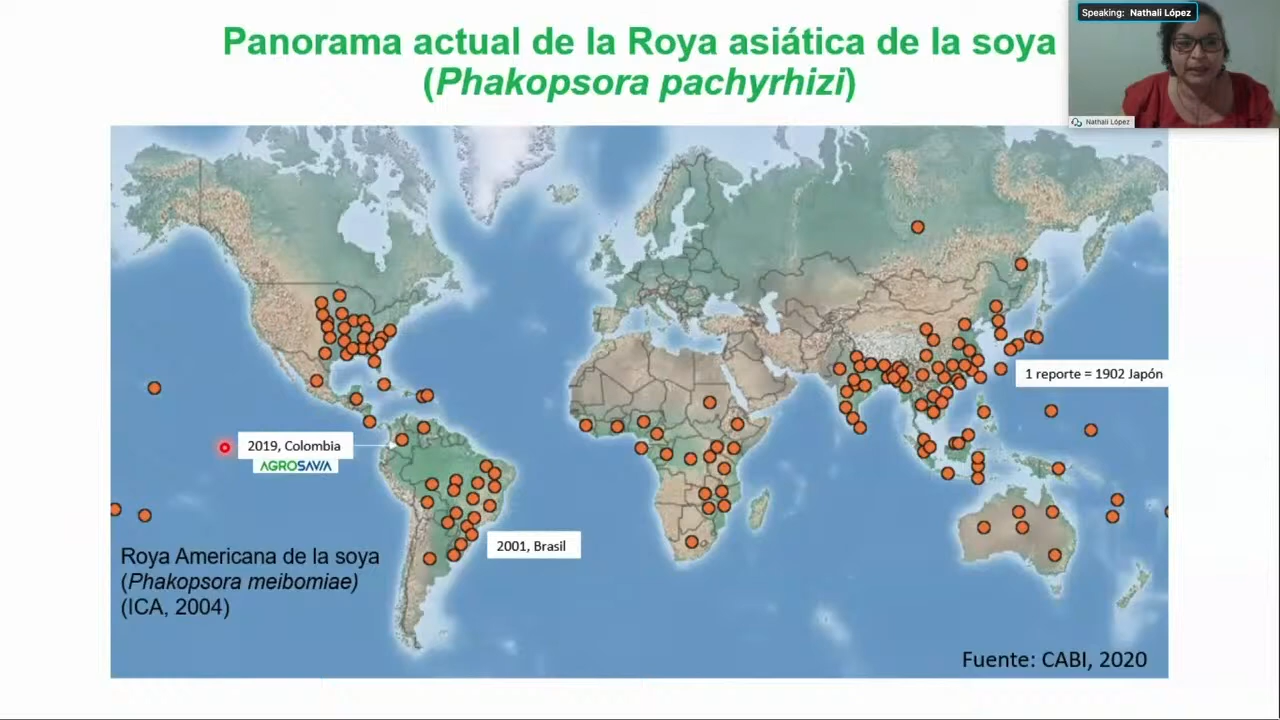 Panorama actual de la Roya asiática de la soya
(Phakopsora pachyrhizi)
Speaking: Nathali López
Nathali López
1 reporte = 1902 Japón
2019, Colombia
AGROSAVIA
2001, Brasil
Roya Americana de la soya
(Phakopsora meibomiae)
(ICA, 2004)
Fuente: CABI, 2020